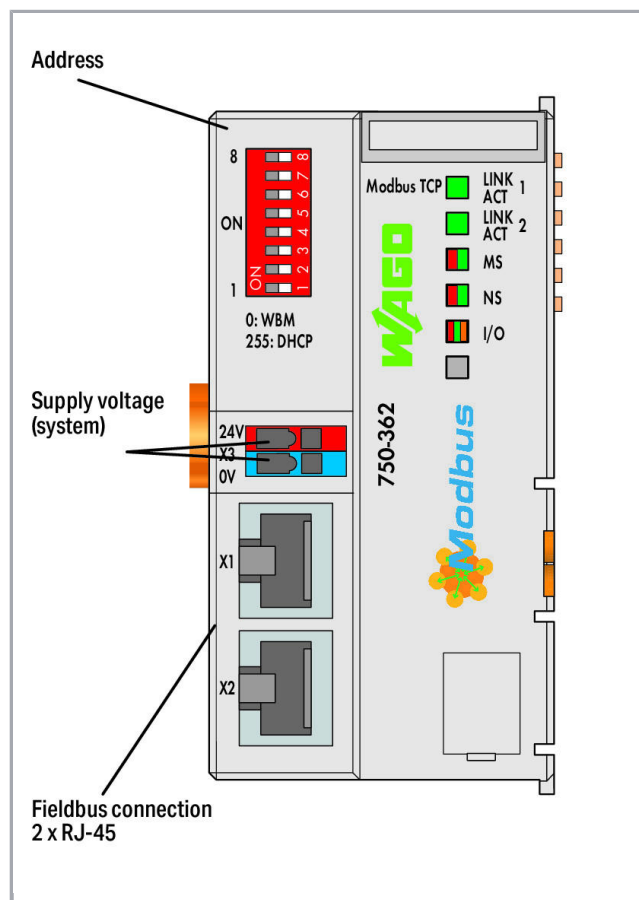 Address
8
ON
1
8
7
6
5
4
3
2
1
ON
0: WBM
255: DHCP
Supply voltage
(system)
24V
X3
0V
X1
X2
Fieldbus connection
2 x RJ-45
Modbus TCP
LINK
ACT 1
LINK
ACT 2
MS
NS
I/O
WAGO
750-362
Modbus